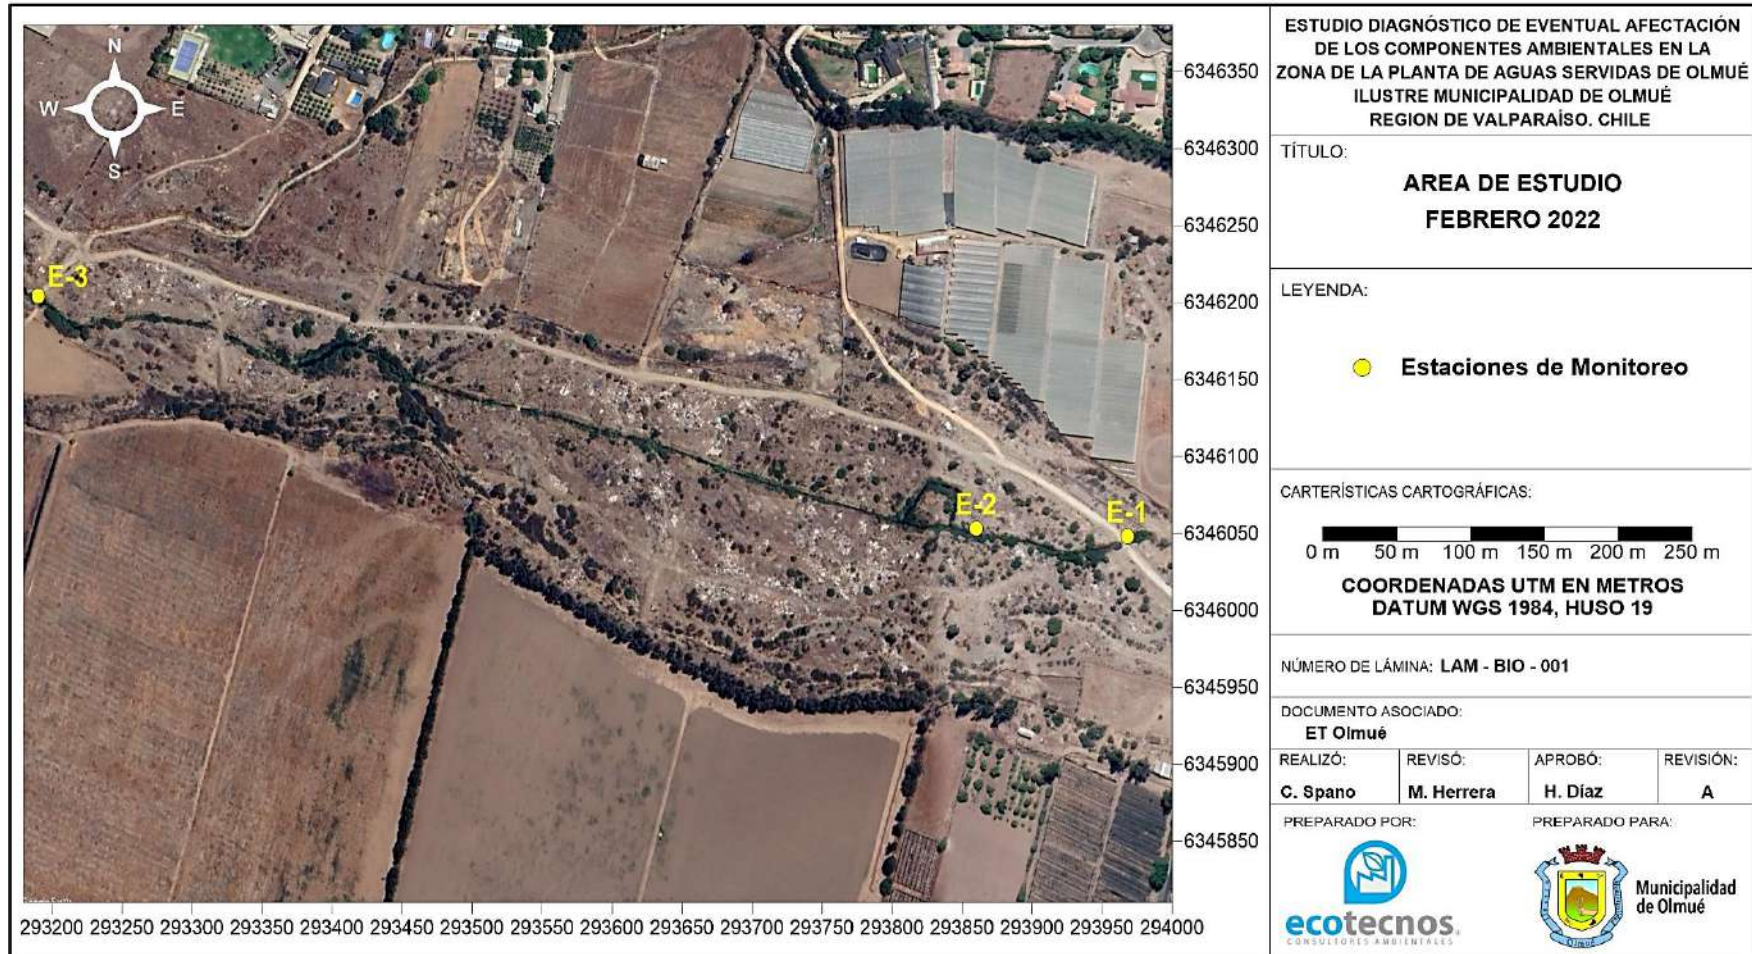 N
W E
S
E-3
E-2
E-1
6346350
6346300
6346250
6346200
6346150
6346100
6346050
6346000
6345950
6345900
6345850
293200 293250 293300 293350 293400 293450 293500 293550 293600 293650 293700 293750 293800 293850 293900 293950 294000
ESTUDIO DIAGNÓSTICO DE EVENTUAL AFECTACIÓN
DE LOS COMPONENTES AMBIENTALES EN LA
ZONA DE LA PLANTA DE AGUAS SERVIDAS DE OLMUÉ
ILUSTRE MUNICIPALIDAD DE OLMUÉ
REGION DE VALPARAÍSO. CHILE
TÍTULO:
AREA DE ESTUDIO
FEBRERO 2022
LEYENDA:
Estaciones de Monitoreo
CARTERÍSTICAS CARTOGRÁFICAS:
0 m 50 m 100 m 150 m 200 m 250 m
COORDENADAS UTM EN METROS
DATUM WGS 1984, HUSO 19
NÚMERO DE LÁMINA: LAM - BIO - 001
DOCUMENTO ASOCIADO:
ET Olmué
REALIZÓ: REVISÓ: APROBÓ: REVISIÓN:
C. Spano M. Herrera H. Díaz A
PREPARADO POR: PREPARADO PARA:
ecotecnos.
CONSULTORES AMBIENTALES
Municipalidad
de Olmué
Olmué